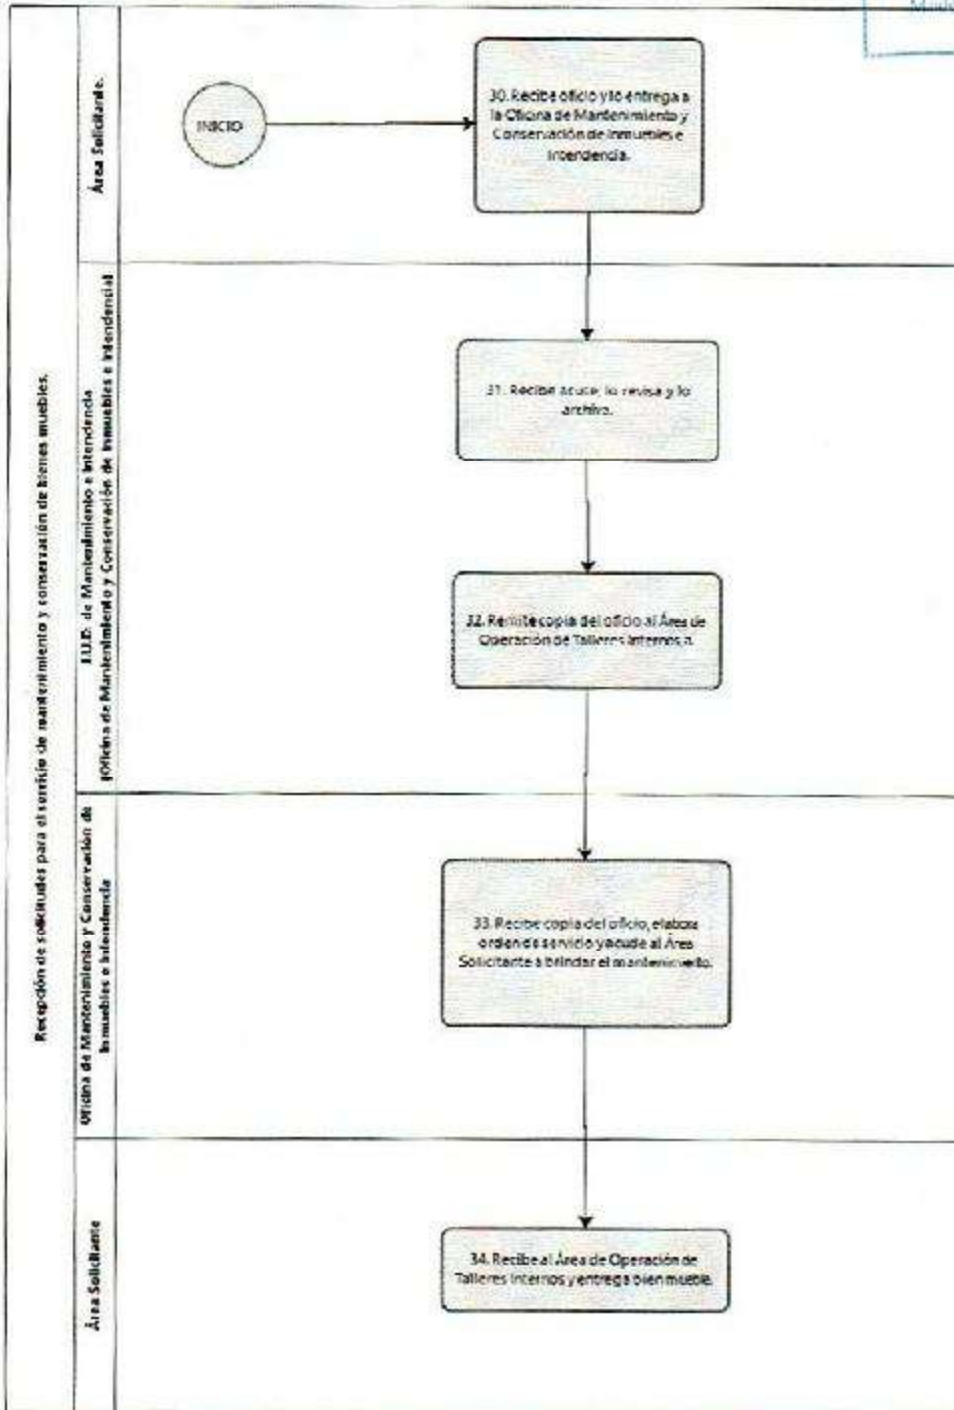 Recepción de solicitudes para el servicio de mantenimiento y conservación de bienes muebles.
Área Solicitante.
INICIO
30. Recibe oficio y lo entrega a
la Oficina de Mantenimiento y
Conservación de Inmuebles e
Intendencia.
J.U.D. de Mantenimiento e Intendencia
(Oficina de Mantenimiento y Conservación de Inmuebles e Intendencia)
31. Recibe acuse, lo revisa y lo
archiva.
32. Remite copia del oficio al Área de
Operación de Talleres Internos.a
Oficina de Mantenimiento y Conservación de
Inmuebles e Intendencia
33. Recibe copia del oficio, elabora
orden de servicio y acude al Área
Solicitante a brindar el mantenimiento.
Área Solicitante
34. Recibe al Área de Operación de
Talleres Internos y entrega bien mueble.